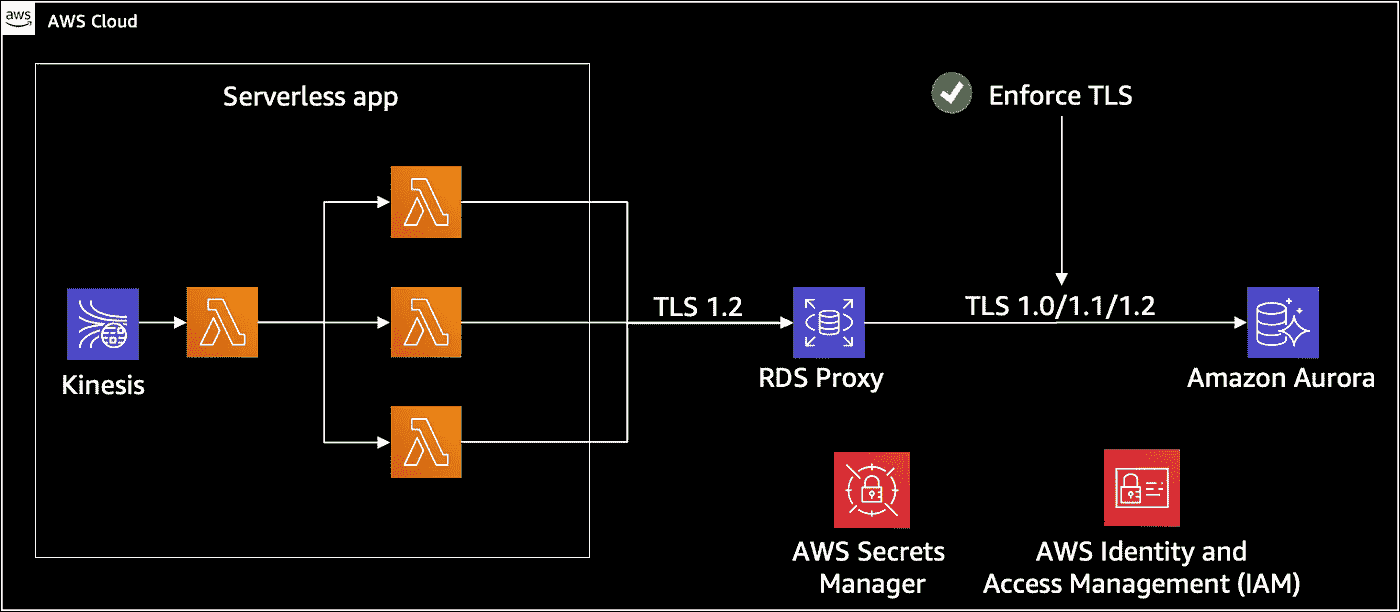 aws
AWS Cloud
Serverless app
Enforce TLS
TLS 1.2
TLS 1.0/1.1/1.2
Kinesis
RDS Proxy
Amazon Aurora
AWS Secrets
Manager
AWS Identity and
Access Management (IAM)